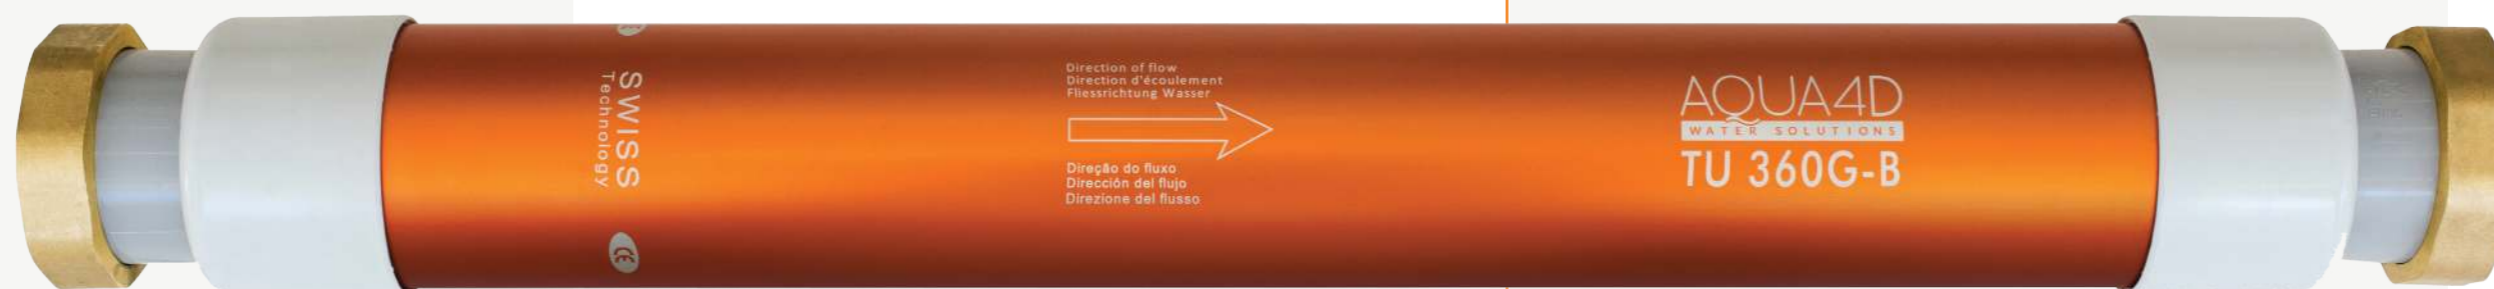 SWISS
Technology
CE
Direction of flow
Direction d'écoulement
Fliessrichtung Wasser
Direção do fluxo
Dirección del flujo
Direzione del flusso
AQUA4D
WATER SOLUTIONS
TU 360G-B